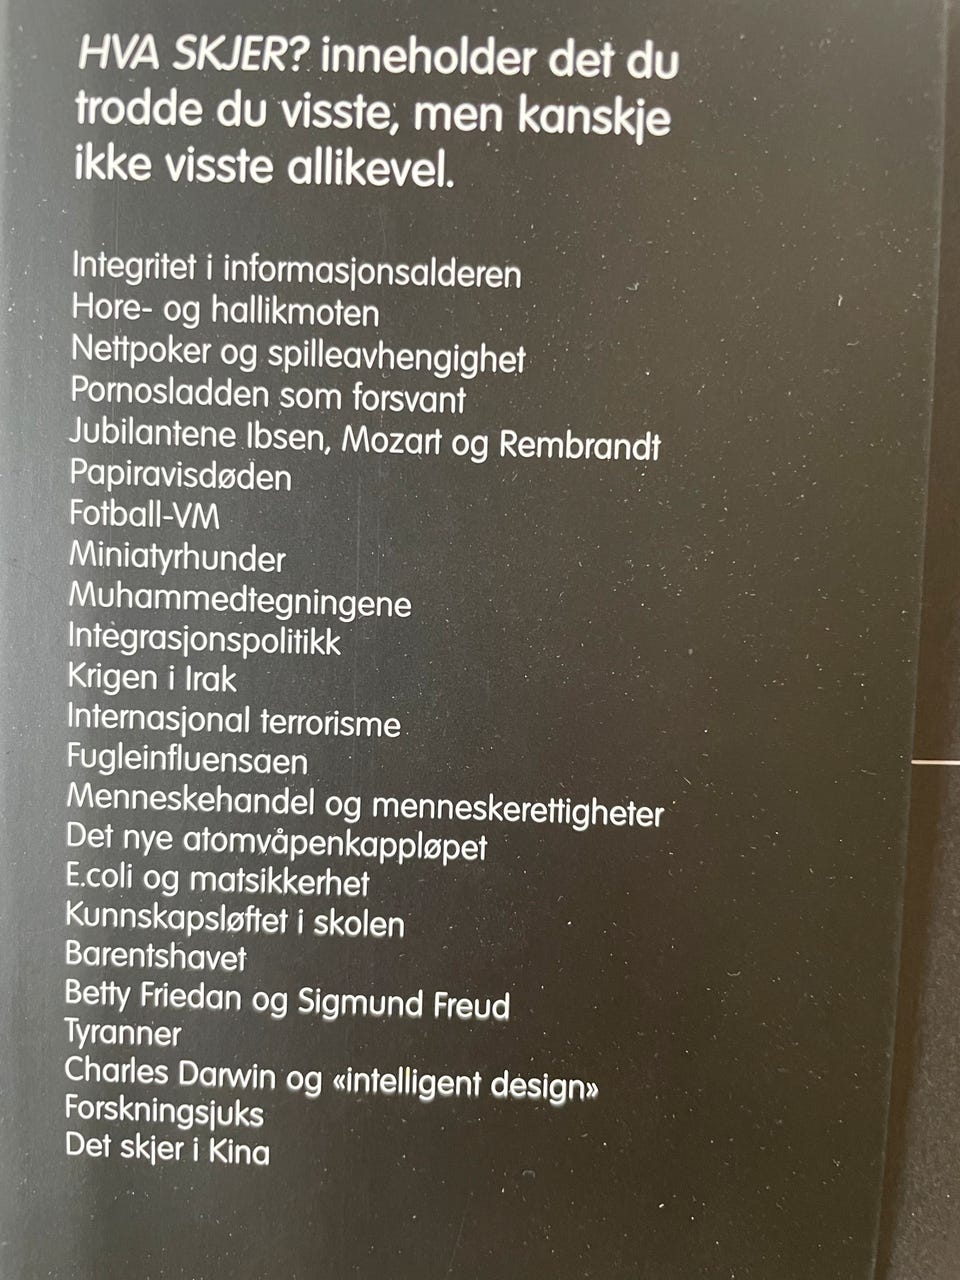 HVA SKJER? inneholder det du
trodde du visste, men kanskje
ikke visste allikevel.
Integritet i informasjonsalderen
Hore- og hallikmoten
Nettpoker og spilleavhengighet
Pornosladden som forsvant
Jubilantene Ibsen, Mozart og Rembrandt
Papiravisdøden
Fotball-VM
Miniatyrhunder
Muhammedtegningene
Integrasjonspolitikk
Krigen i Irak
Internasjonal terrorisme
Fugleinfluensaen
Menneskehandel og menneskerettigheter
Det nye atomvåpenkappløpet
E.coli og matsikkerhet
Kunnskapsløftet i skolen
Barentshavet
Betty Friedan og Sigmund Freud
Tyranner
Charles Darwin og «intelligent design»
Forskningsjuks
Det skjer i Kina